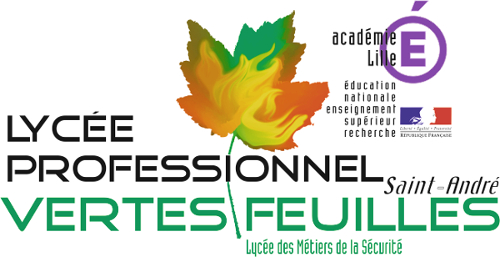 académie
Lille
É
éducation
nationale
enseignement
supérieur
recherche
Liberté • Égalité • Fraternité
RÉPUBLIQUE FRANÇAISE
LYCÉE
PROFESSIONNEL
Saint-André
VERTES FEUILLES
Lycée des Métiers de la Sécurité